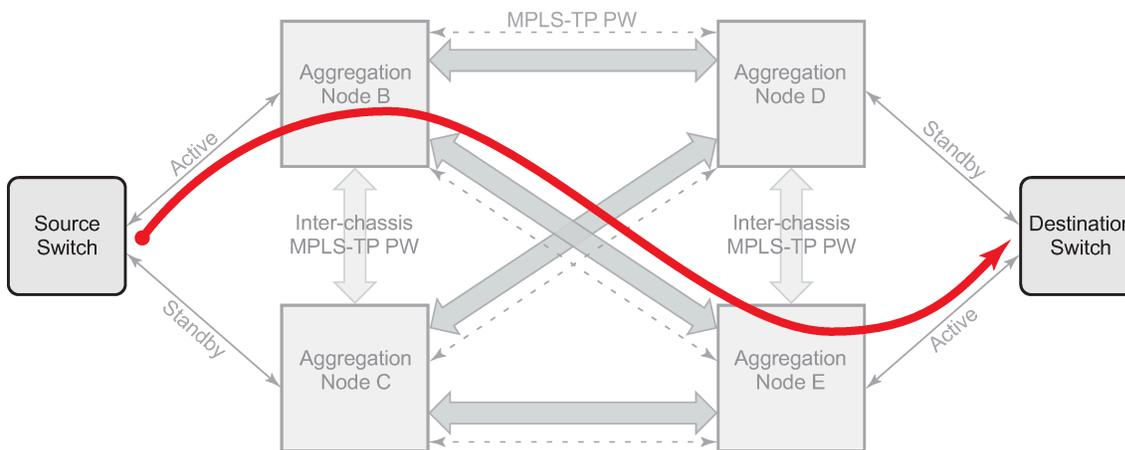 MPLS-TP PW
Aggregation
Node B
Aggregation
Node D
Active
Standby
Source
Switch
Inter-chassis
MPLS-TP PW
Inter-chassis
MPLS-TP PW
Destination
Switch
Standby
Active
Aggregation
Node C
Aggregation
Node E